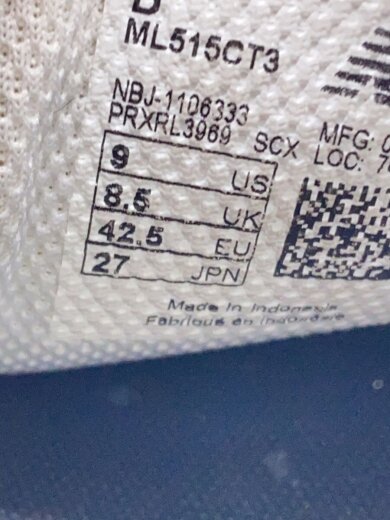 D
ML515CT3
NBJ-1106333
PRXRL3969 SCX
MFG:
LOC:
9 US
8.5 UK
42.5 EU
27 JPN
Made in Indonesia
Fabriqué en Indonésie